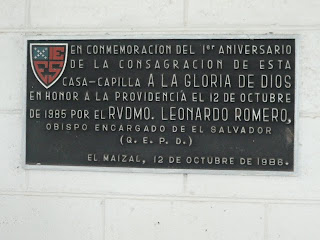 EN CONMEMORACION DEL 1er ANIVERSARIO
DE LA CONSAGRACION DE ESTA
CASA-CAPILLA A LA GLORIA DE DIOS
EN HONOR A LA PROVIDENCIA EL 12 DE OCTUBRE
DE 1985 POR EL RVDMO. LEONARDO ROMERO,
OBISPO ENCARGADO DE EL SALVADOR
(Q. E. P. D.)
EL MAIZAL, 12 DE OCTUBRE DE 1986.